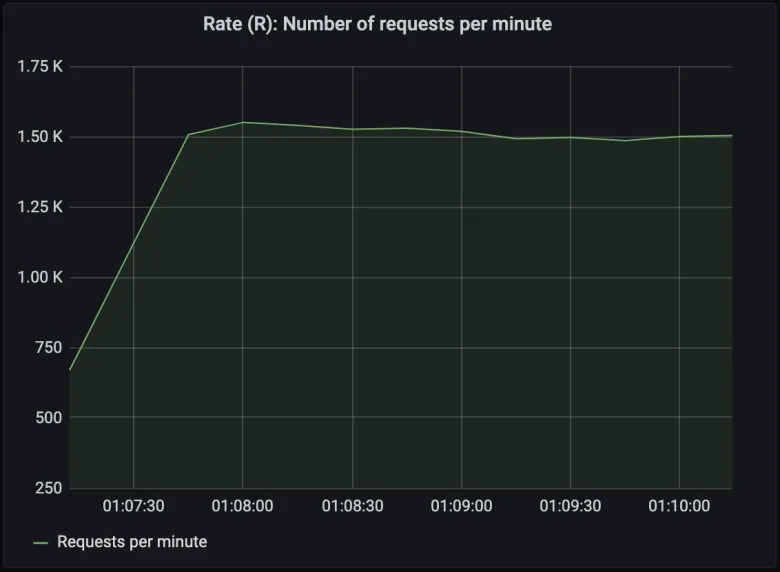 Rate (R): Number of requests per minute
1.75 K
1.50 K
1.25 K
1.00 K
750
500
250
01:07:30 01:08:00 01:08:30 01:09:00 01:09:30 01:10:00
Requests per minute